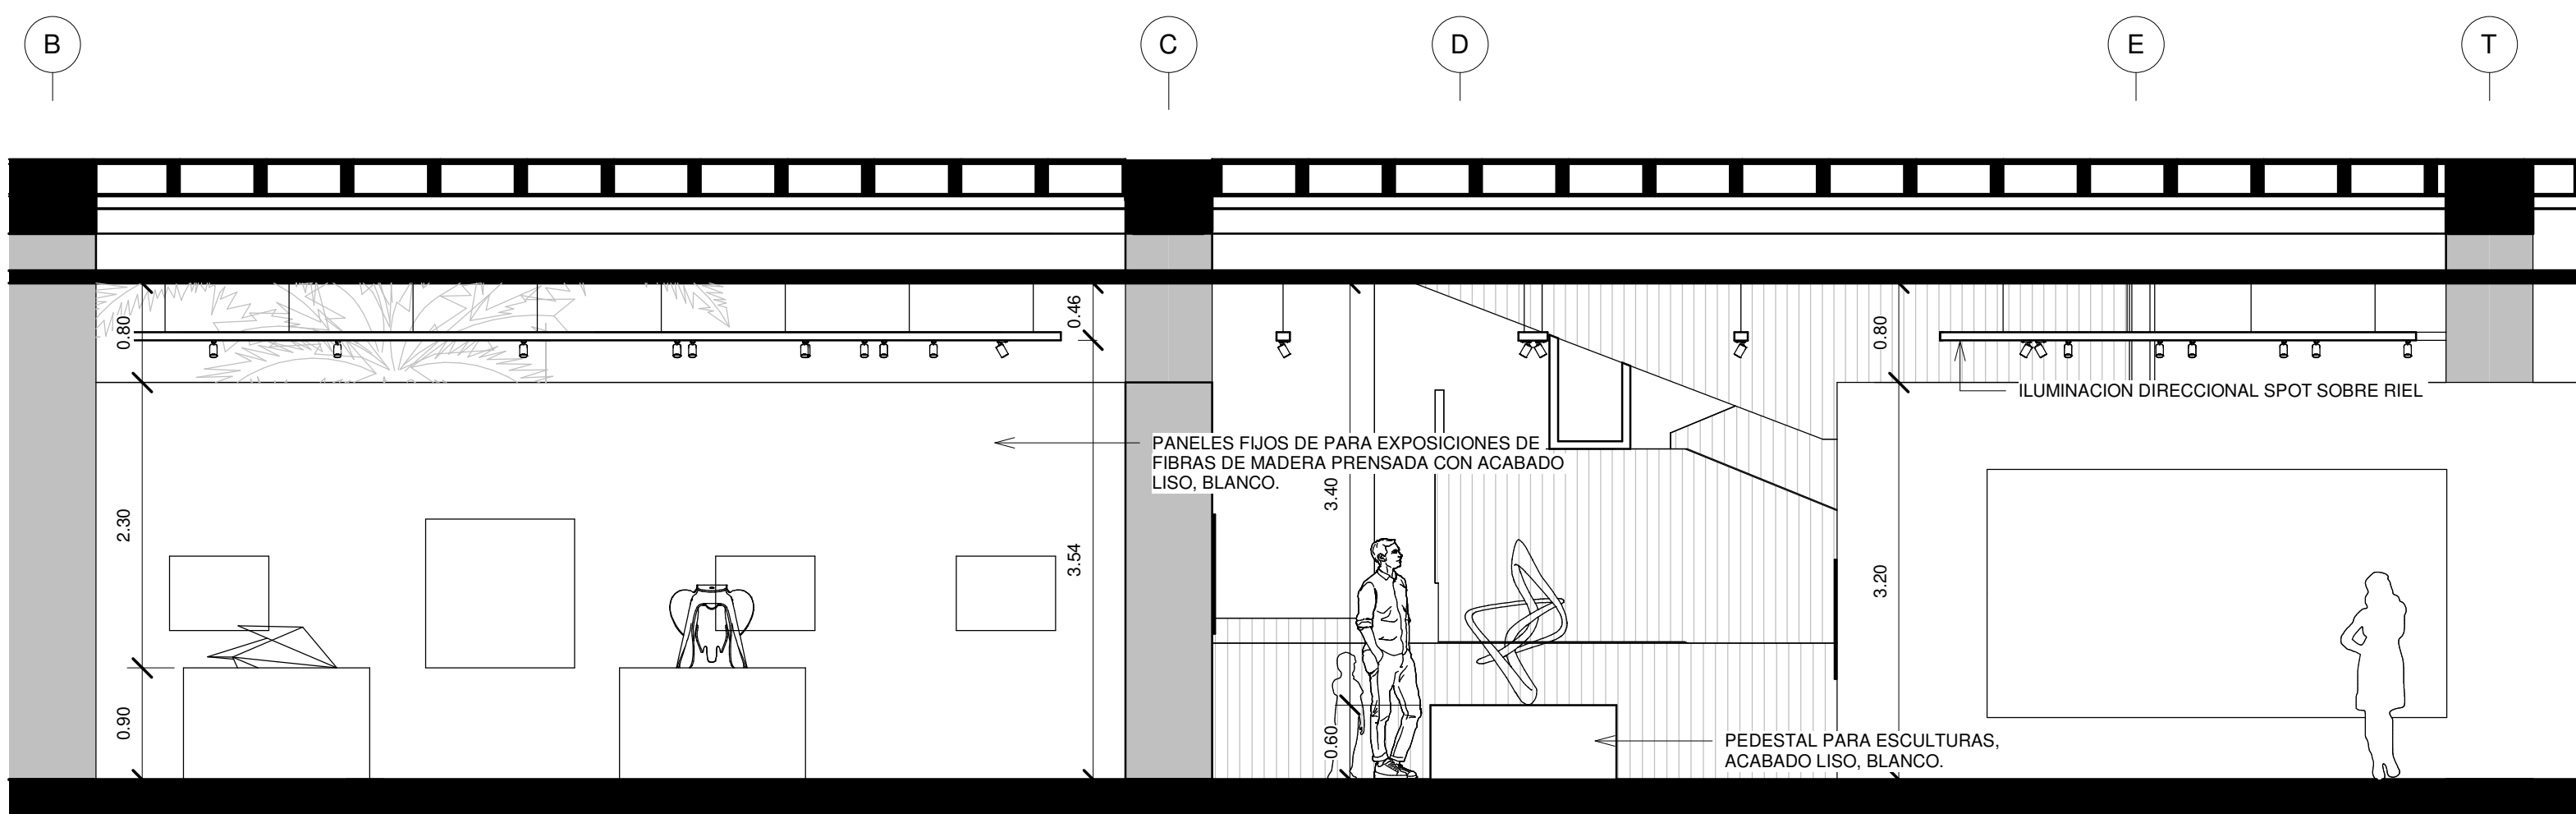 B
C
D
E
T
0.80
0.46
0.80
ILUMINACION DIRECCIONAL SPOT SOBRE RIEL
PANELES FIJOS DE PARA EXPOSICIONES DE
FIBRAS DE MADERA PRENSADA CON ACABADO
LISO, BLANCO.
3.40
2.30
3.54
3.20
0.90
0.60
PEDESTAL PARA ESCULTURAS,
ACABADO LISO, BLANCO.